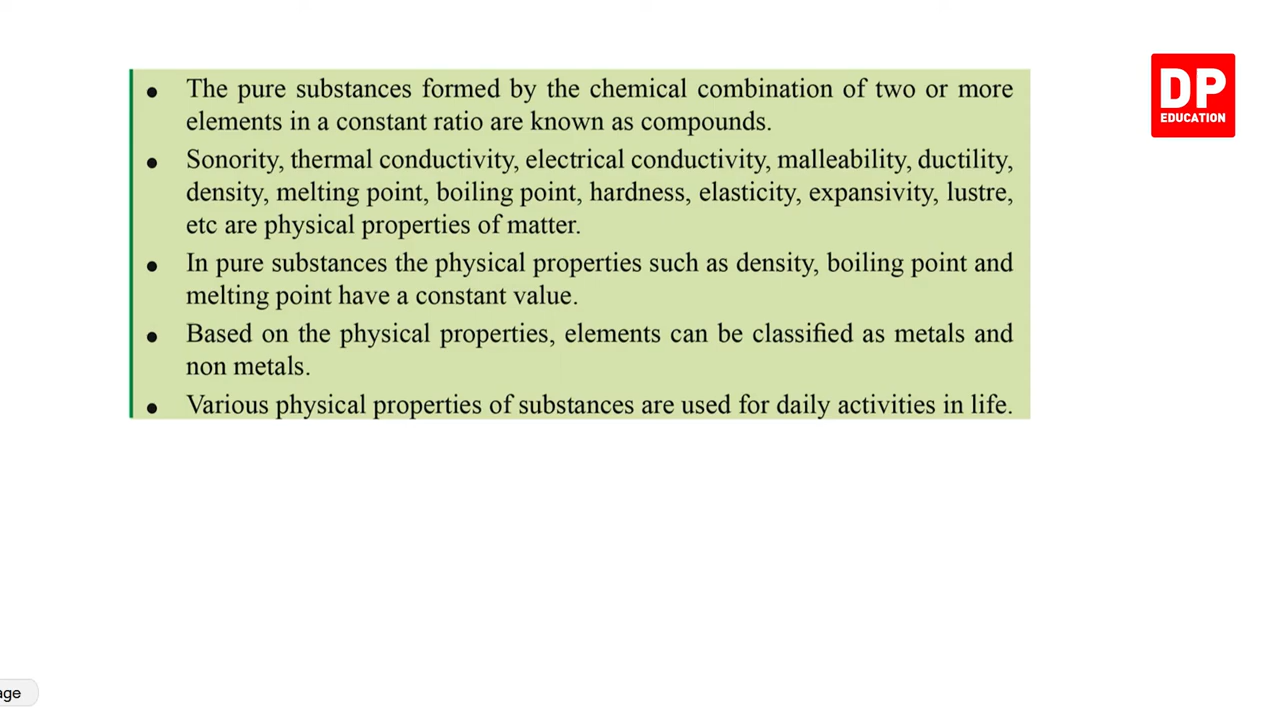 DP
EDUCATION
• The pure substances formed by the chemical combination of two or more
elements in a constant ratio are known as compounds.
• Sonority, thermal conductivity, electrical conductivity, malleability, ductility,
density, melting point, boiling point, hardness, elasticity, expansivity, lustre,
etc are physical properties of matter.
• In pure substances the physical properties such as density, boiling point and
melting point have a constant value.
• Based on the physical properties, elements can be classified as metals and
non metals.
• Various physical properties of substances are used for daily activities in life.
age